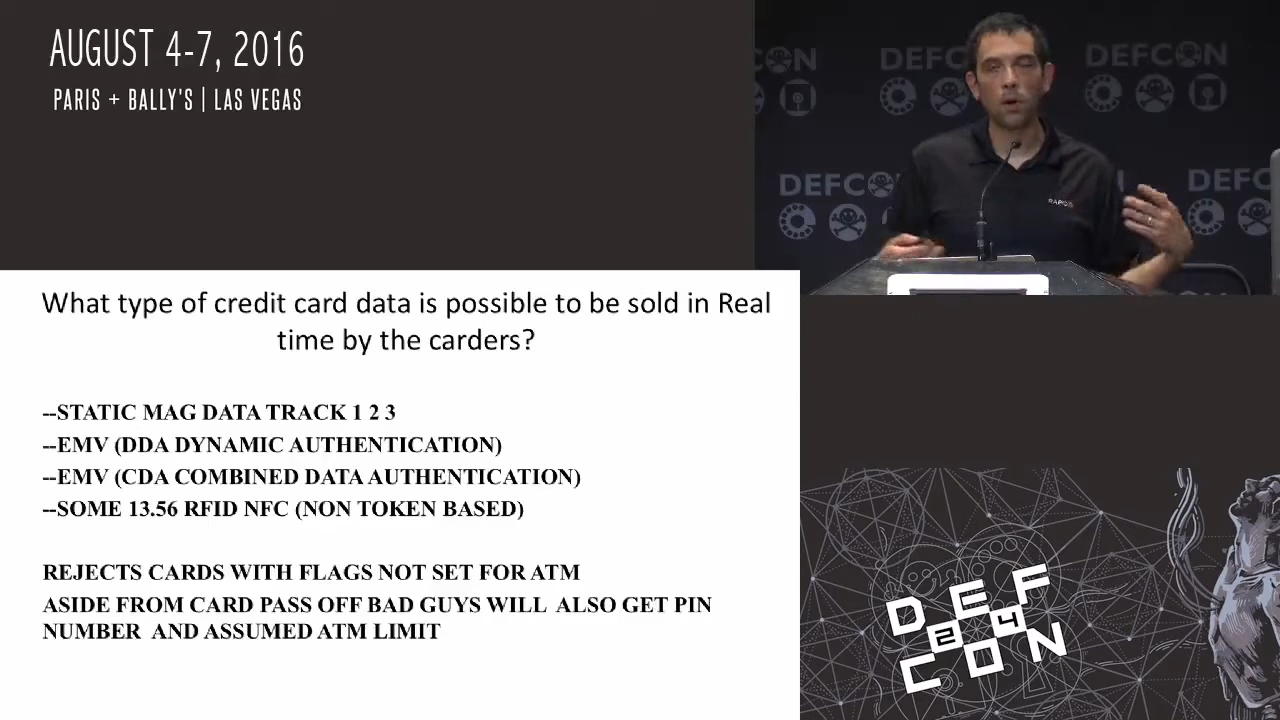 AUGUST 4-7, 2016
PARIS + BALLY'S | LAS VEGAS
DEFCON
DEFCON
DEFCON
RAPID7
What type of credit card data is possible to be sold in Real
time by the carders?
--STATIC MAG DATA TRACK 1 2 3
--EMV (DDA DYNAMIC AUTHENTICATION)
--EMV (CDA COMBINED DATA AUTHENTICATION)
--SOME 13.56 RFID NFC (NON TOKEN BASED)
REJECTS CARDS WITH FLAGS NOT SET FOR ATM
ASIDE FROM CARD PASS OFF BAD GUYS WILL ALSO GET PIN
NUMBER AND ASSUMED ATM LIMIT
DEF
24
CON